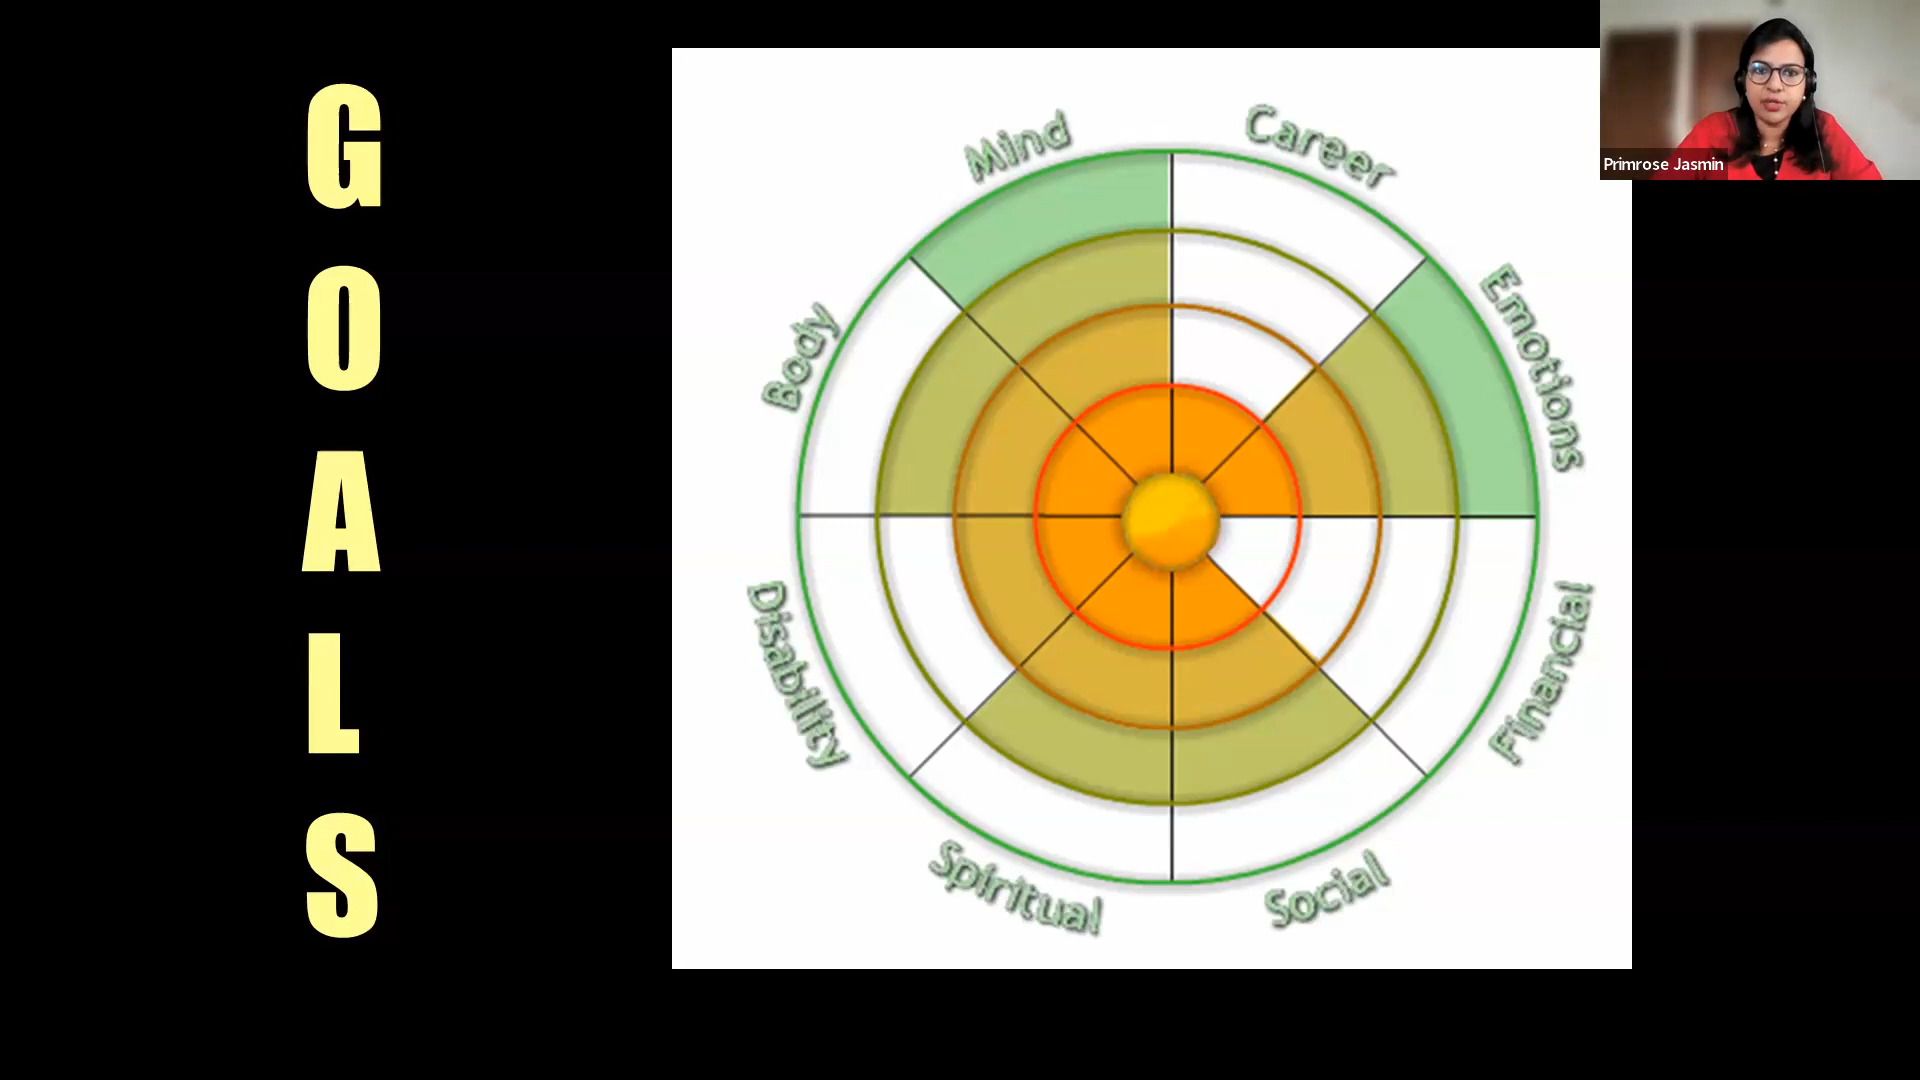 GOALS
Mind
Career
Body
Emotions
Disability
Financial
Spiritual
Social
Primrose Jasmin